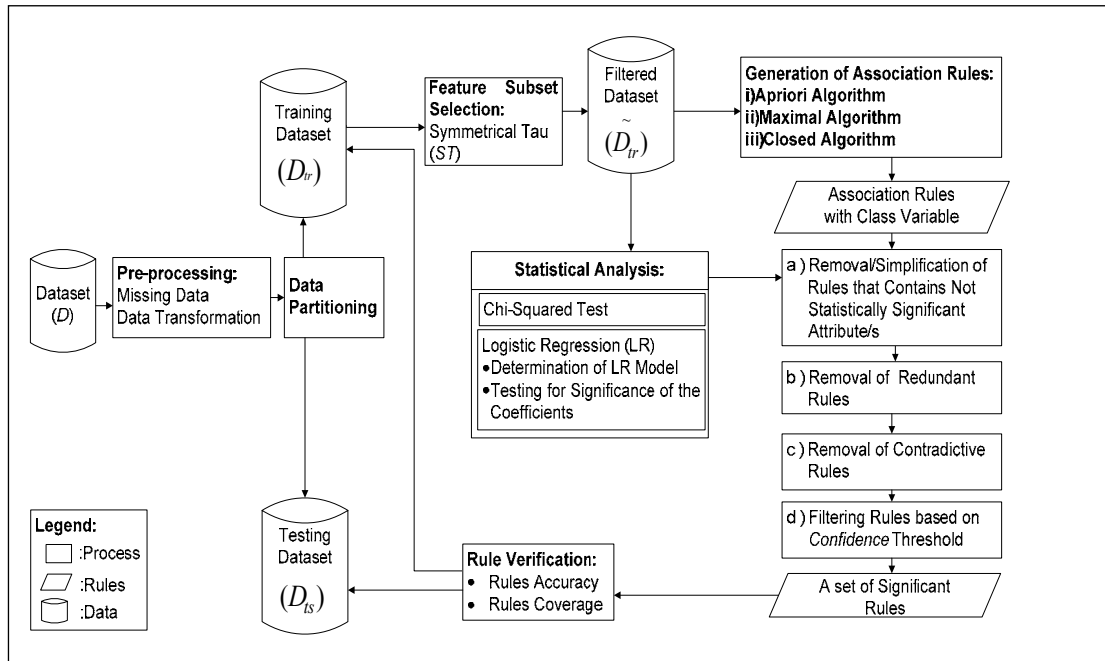 Dataset
(D)
Pre-processing:
Missing Data
Data Transformation
Data
Partitioning
Training
Dataset
(D_tr)
Feature Subset
Selection:
Symmetrical Tau
(ST)
Filtered
Dataset
~
(D_tr)
Generation of Association Rules:
i)Apriori Algorithm
ii)Maximal Algorithm
iii)Closed Algorithm
Association Rules
with Class Variable
Statistical Analysis:
Chi-Squared Test
Logistic Regression (LR)
•Determination of LR Model
•Testing for Significance of the
Coefficients
a ) Removal/Simplification of
Rules that Contains Not
Statistically Significant
Attribute/s
b ) Removal of Redundant
Rules
c ) Removal of Contradictive
Rules
d ) Filtering Rules based on
Confidence Threshold
A set of Significant
Rules
Rule Verification:
• Rules Accuracy
• Rules Coverage
Testing
Dataset
(D_ts)
Legend:
:Process
:Rules
:Data